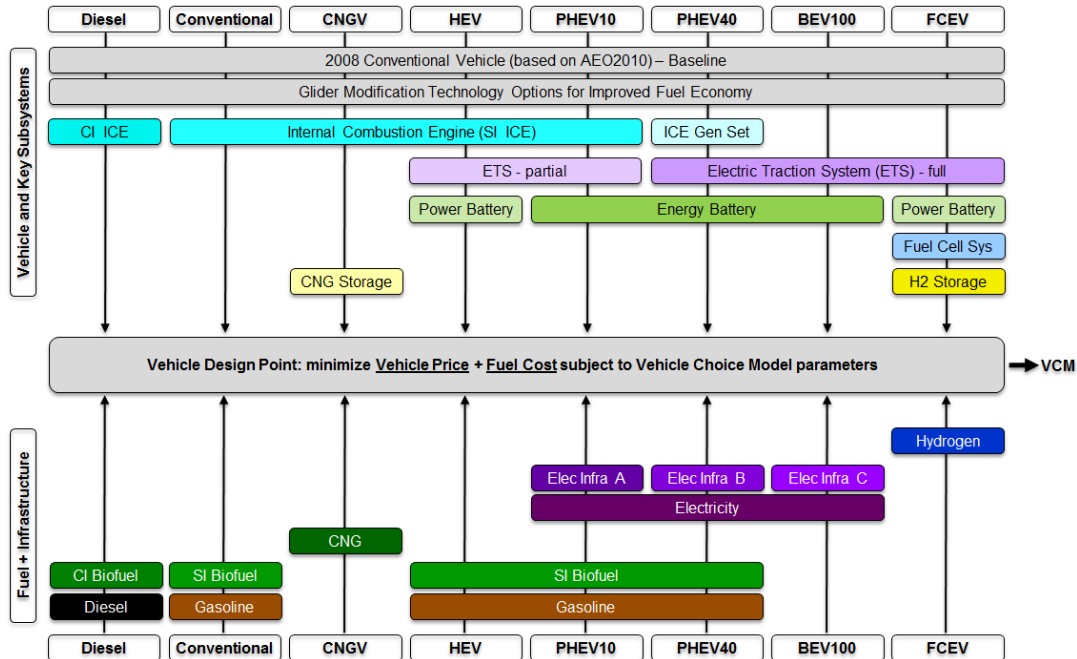 Diesel
Conventional
CNGV
HEV
PHEV10
PHEV40
BEV100
FCEV
Vehicle and Key Subsystems
2008 Conventional Vehicle (based on AEO2010) – Baseline
Glider Modification Technology Options for Improved Fuel Economy
CI ICE
Internal Combustion Engine (SI ICE)
ICE Gen Set
ETS - partial
Electric Traction System (ETS) - full
Power Battery
Energy Battery
Power Battery
Fuel Cell Sys
CNG Storage
H2 Storage
Vehicle Design Point: minimize Vehicle Price + Fuel Cost subject to Vehicle Choice Model parameters
VCM
Fuel + Infrastructure
Hydrogen
Elec Infra A
Elec Infra B
Elec Infra C
Electricity
CNG
CI Biofuel
SI Biofuel
SI Biofuel
Diesel
Gasoline
Gasoline
Diesel
Conventional
CNGV
HEV
PHEV10
PHEV40
BEV100
FCEV